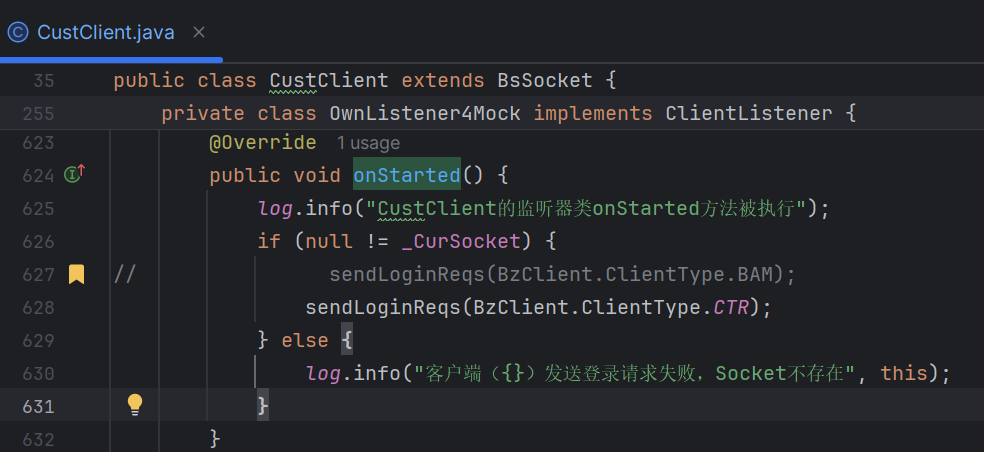 CustClient.java
35 public class CustClient extends BsSocket {
255 private class OwnListener4Mock implements ClientListener {
623 @Override 1 usage
624 public void onStarted() {
625 log.info("CustClient的监听器类onStarted方法被执行");
626 if (null != _CurSocket) {
627 // sendLoginReqs(BzClient.ClientType.BAM);
628 sendLoginReqs(BzClient.ClientType.CTR);
629 } else {
630 log.info("客户端（{}）发送登录请求失败，Socket不存在", this);
631 }
632 }